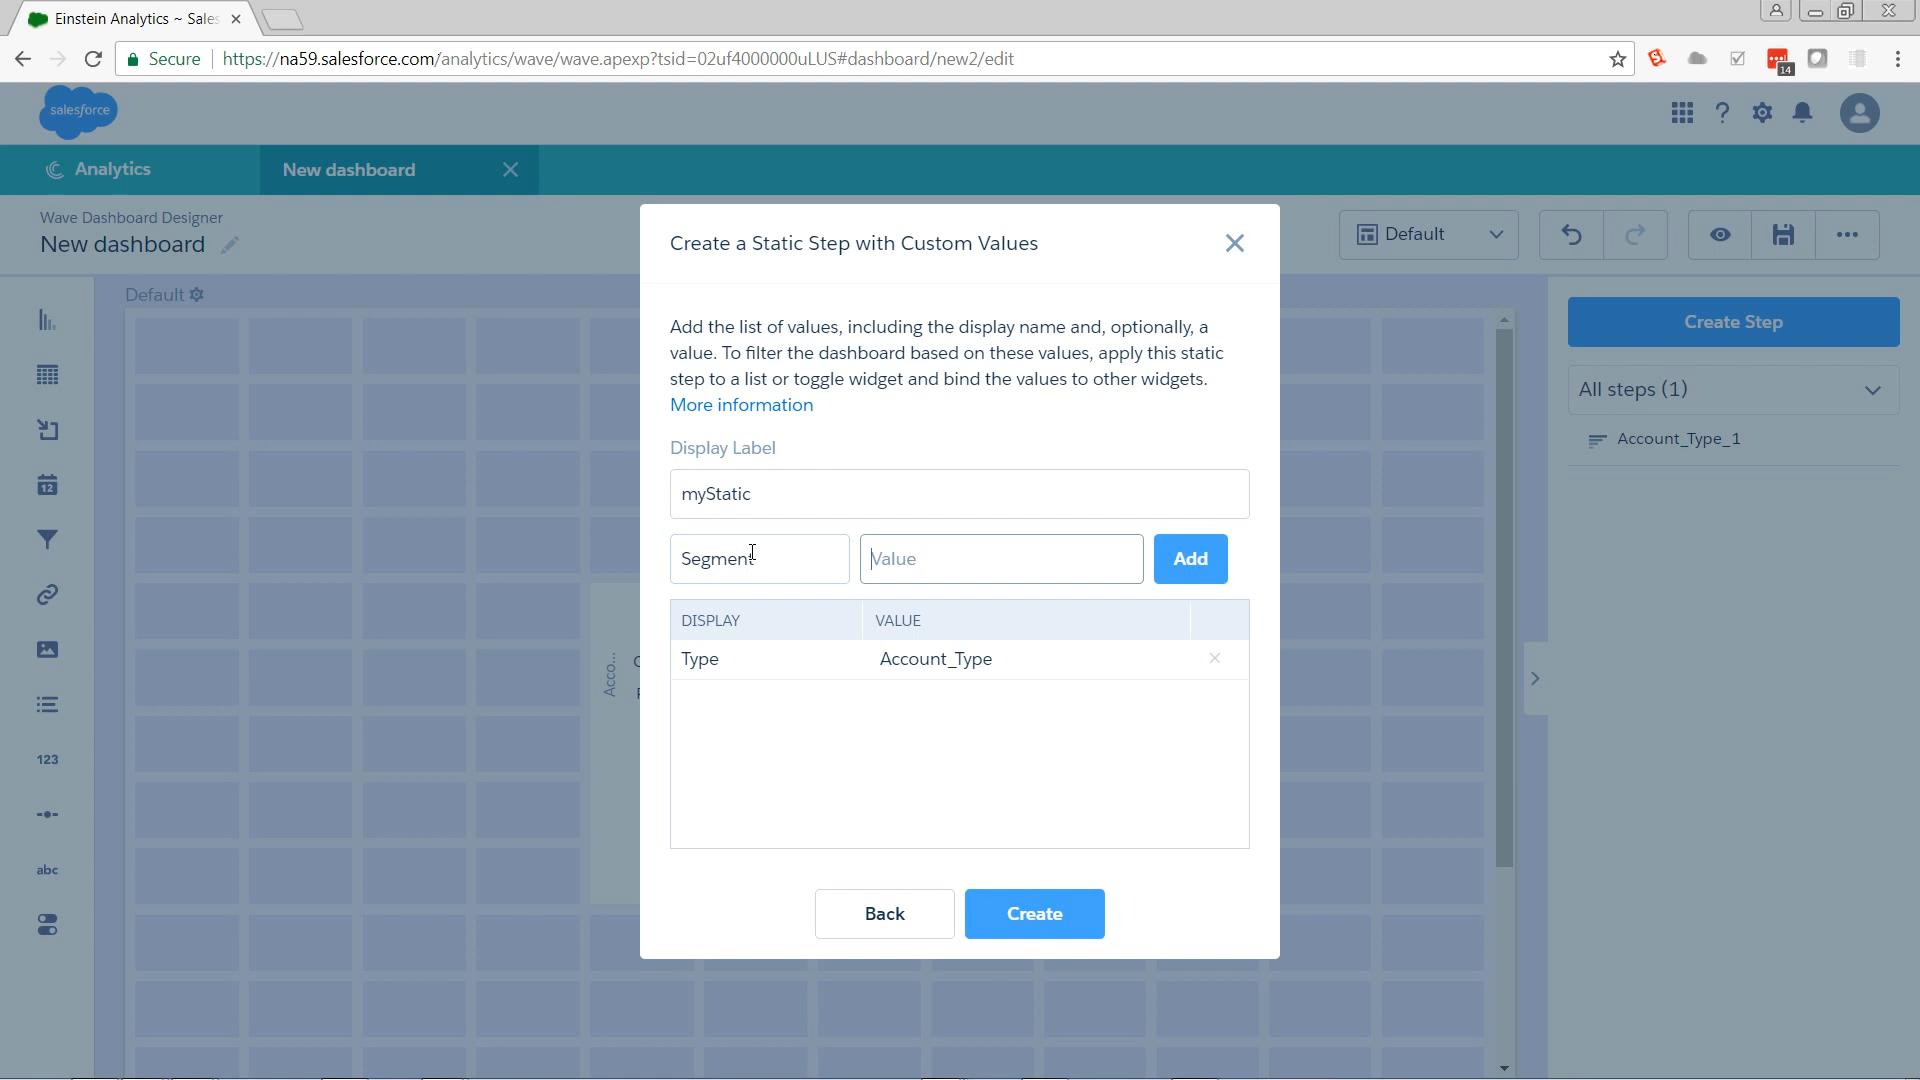 Einstein Analytics ~ Sales
Secure
https://na59.salesforce.com/analytics/wave/wave.apexp?tsid=02uf4000000uLUS#dashboard/new2/edit
14
salesforce
Analytics
New dashboard
Wave Dashboard Designer
New dashboard
Default
Default
12
123
abc
Acco...
Create a Static Step with Custom Values
Add the list of values, including the display name and, optionally, a
value. To filter the dashboard based on these values, apply this static
step to a list or toggle widget and bind the values to other widgets.
More information
Display Label
myStatic
Segment
Value
Add
DISPLAY
VALUE
Type
Account_Type
Back
Create
Create Step
All steps (1)
Account_Type_1